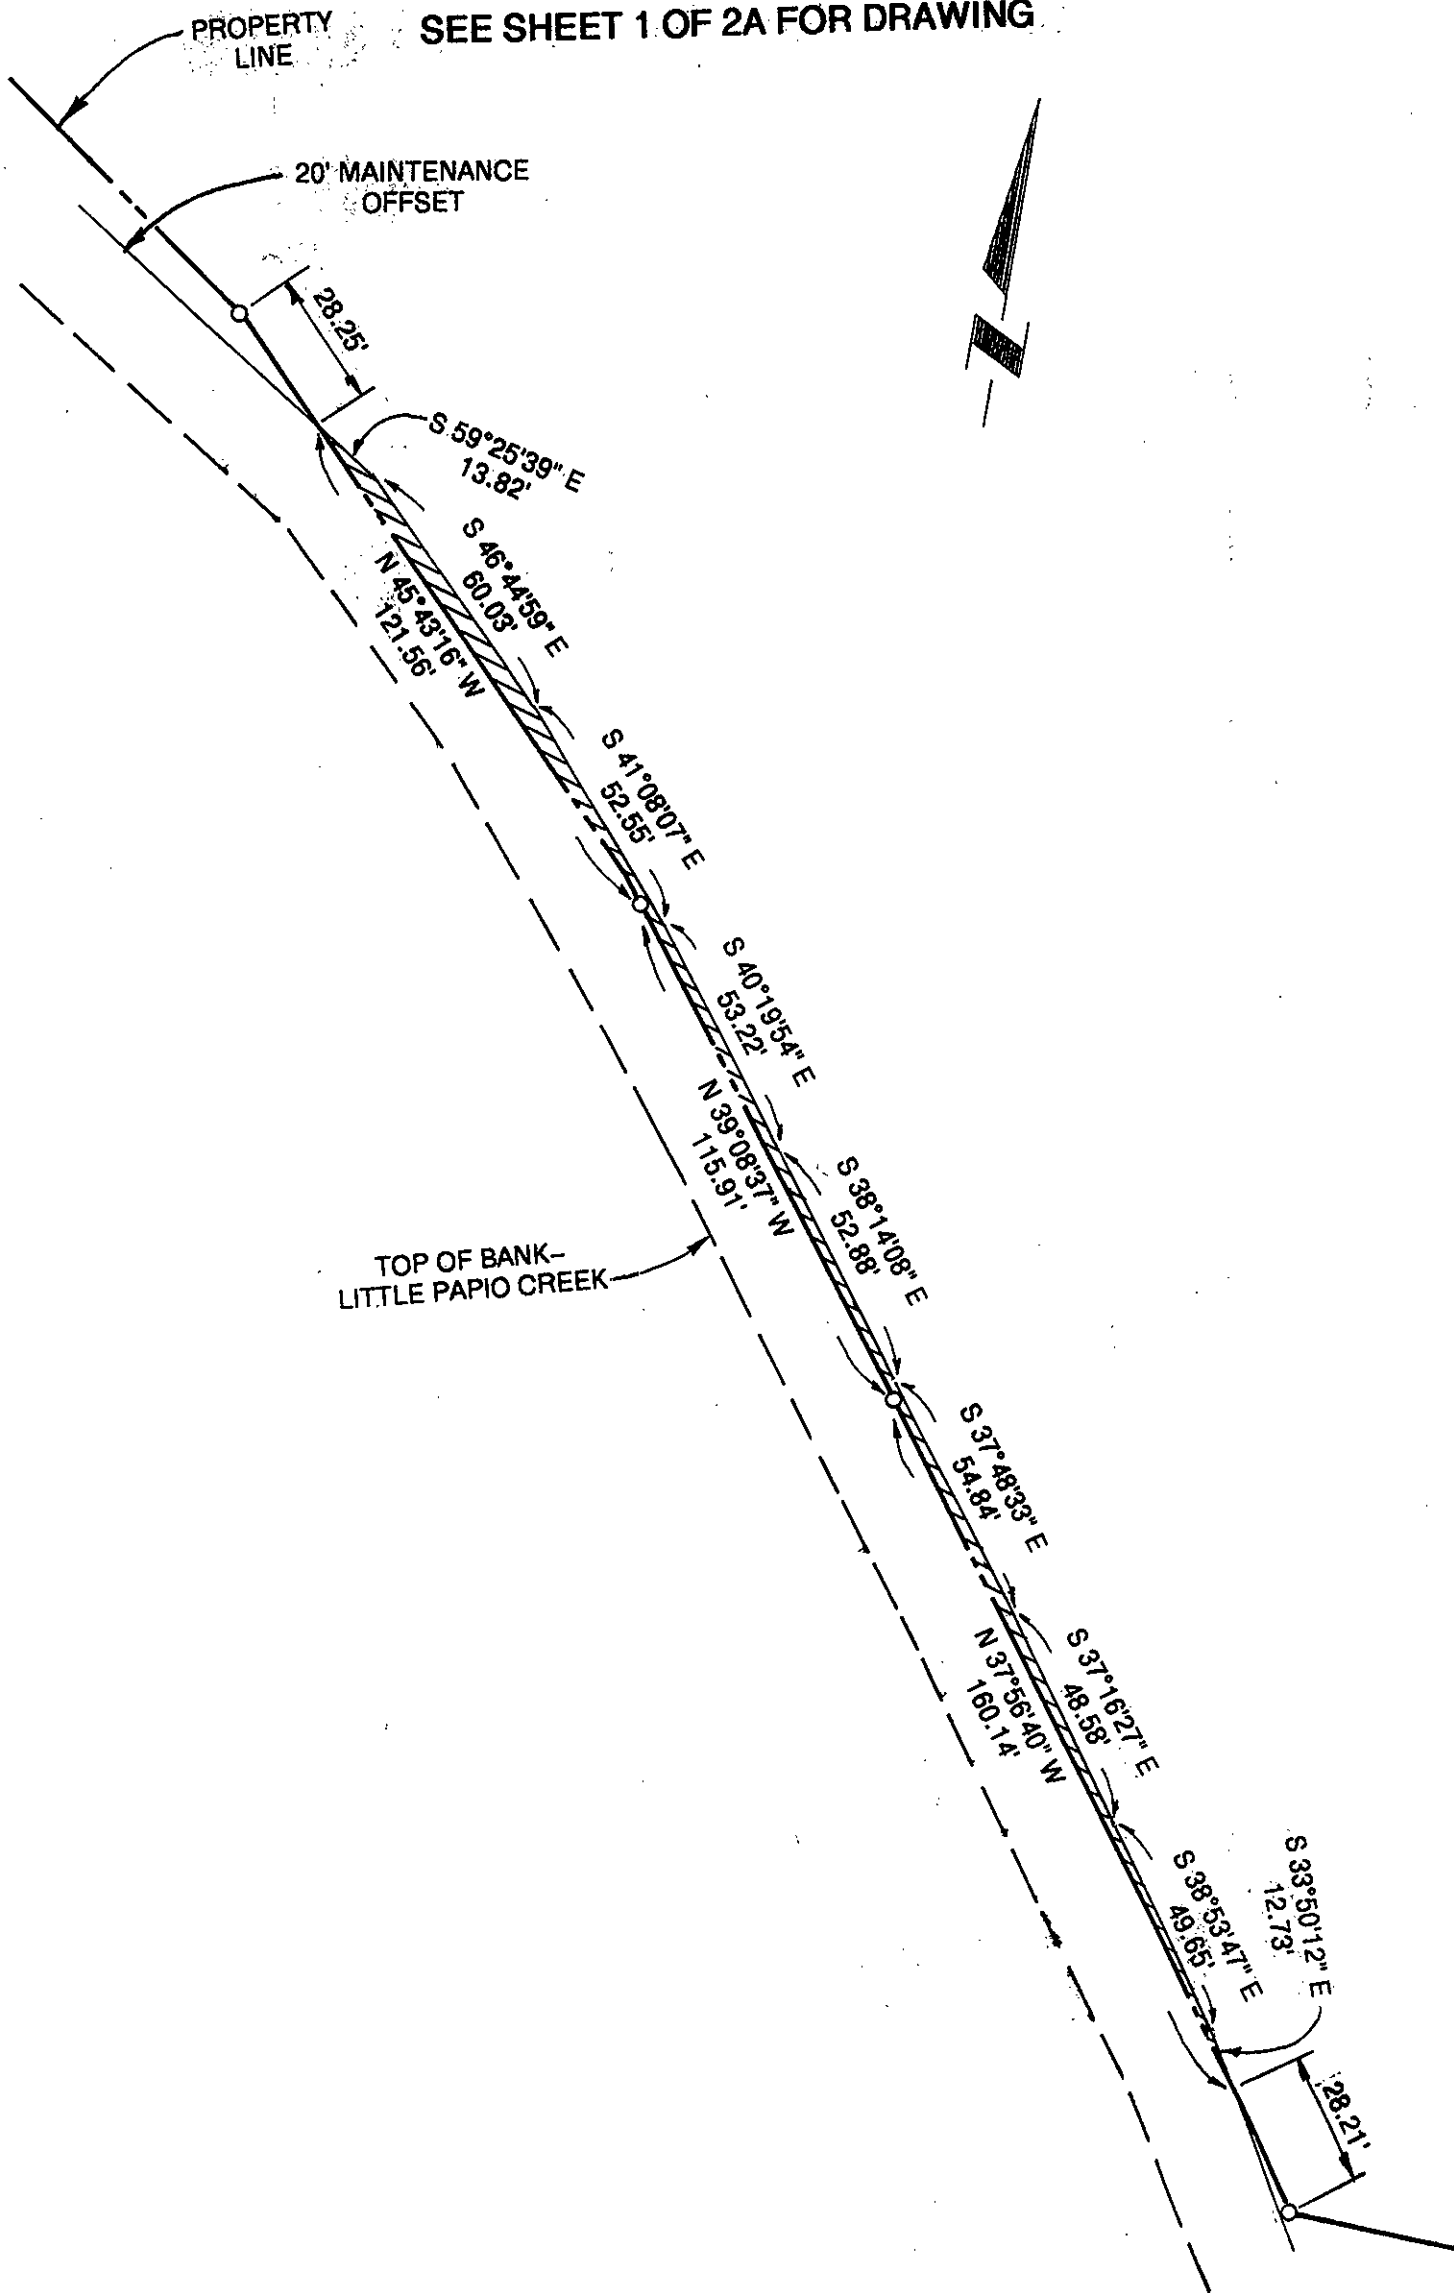 SEE SHEET 1 OF 2A FOR DRAWING
PROPERTY
LINE
20' MAINTENANCE
OFFSET
28.25'
S 59°25'39" E
13.82'
S 46°44'59" E
60.03'
N 45°43'16" W
121.56'
S 41°08'07" E
52.55'
S 40°19'54" E
53.22'
N 39°08'37" W
115.91'
S 38°14'08" E
52.88'
TOP OF BANK–
LITTLE PAPIO CREEK
S 37°48'33" E
54.84'
N 37°56'40" W
160.14'
S 37°16'27" E
48.58'
S 38°53'47" E
49.65'
S 33°50'12" E
12.73'
28.21'